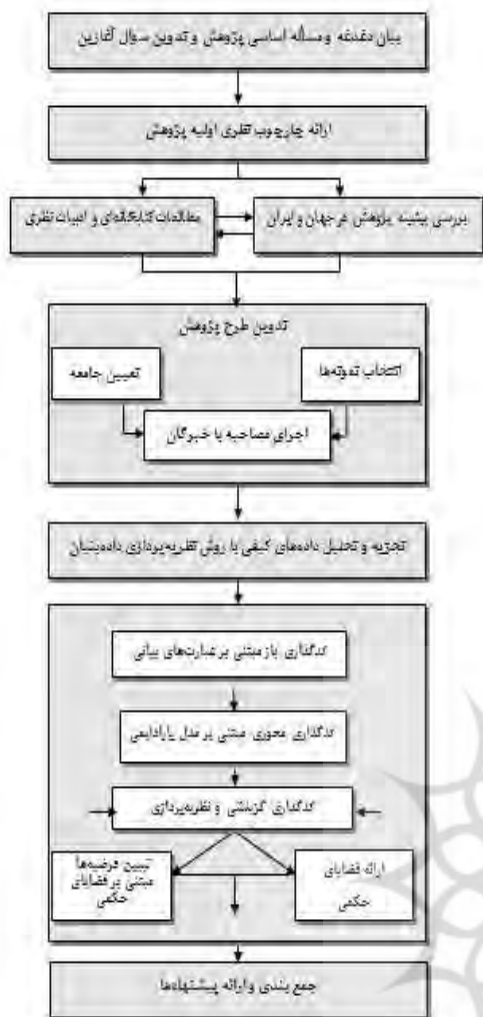 بیان دغدغه و مسأله اساسی پژوهش و تدوین سوال آغازین
ارائه چارچوب نظری اولیه پژوهش
بررسی پیشینه پژوهش در جهان و ایران
مطالعات کتابخانه‌ای و ادبیات نظری
تدوین طرح پژوهش
انتخاب نمونه‌ها
تعیین جامعه
اجرای مصاحبه با خبرگان
تجزیه و تحلیل داده‌های کیفی با روش نظریه‌پردازی داده‌بنیان
کدگذاری باز مبتنی بر عبارت‌های بیانی
کدگذاری محوری مبتنی بر مدل پارادایمی
کدگذاری گزینشی و نظریه‌پردازی
ارائه قضایای
حکمی
تبیین فرضیه‌ها
مبتنی بر قضایای
حکمی
جمع بندی و ارائه پیشنهادها